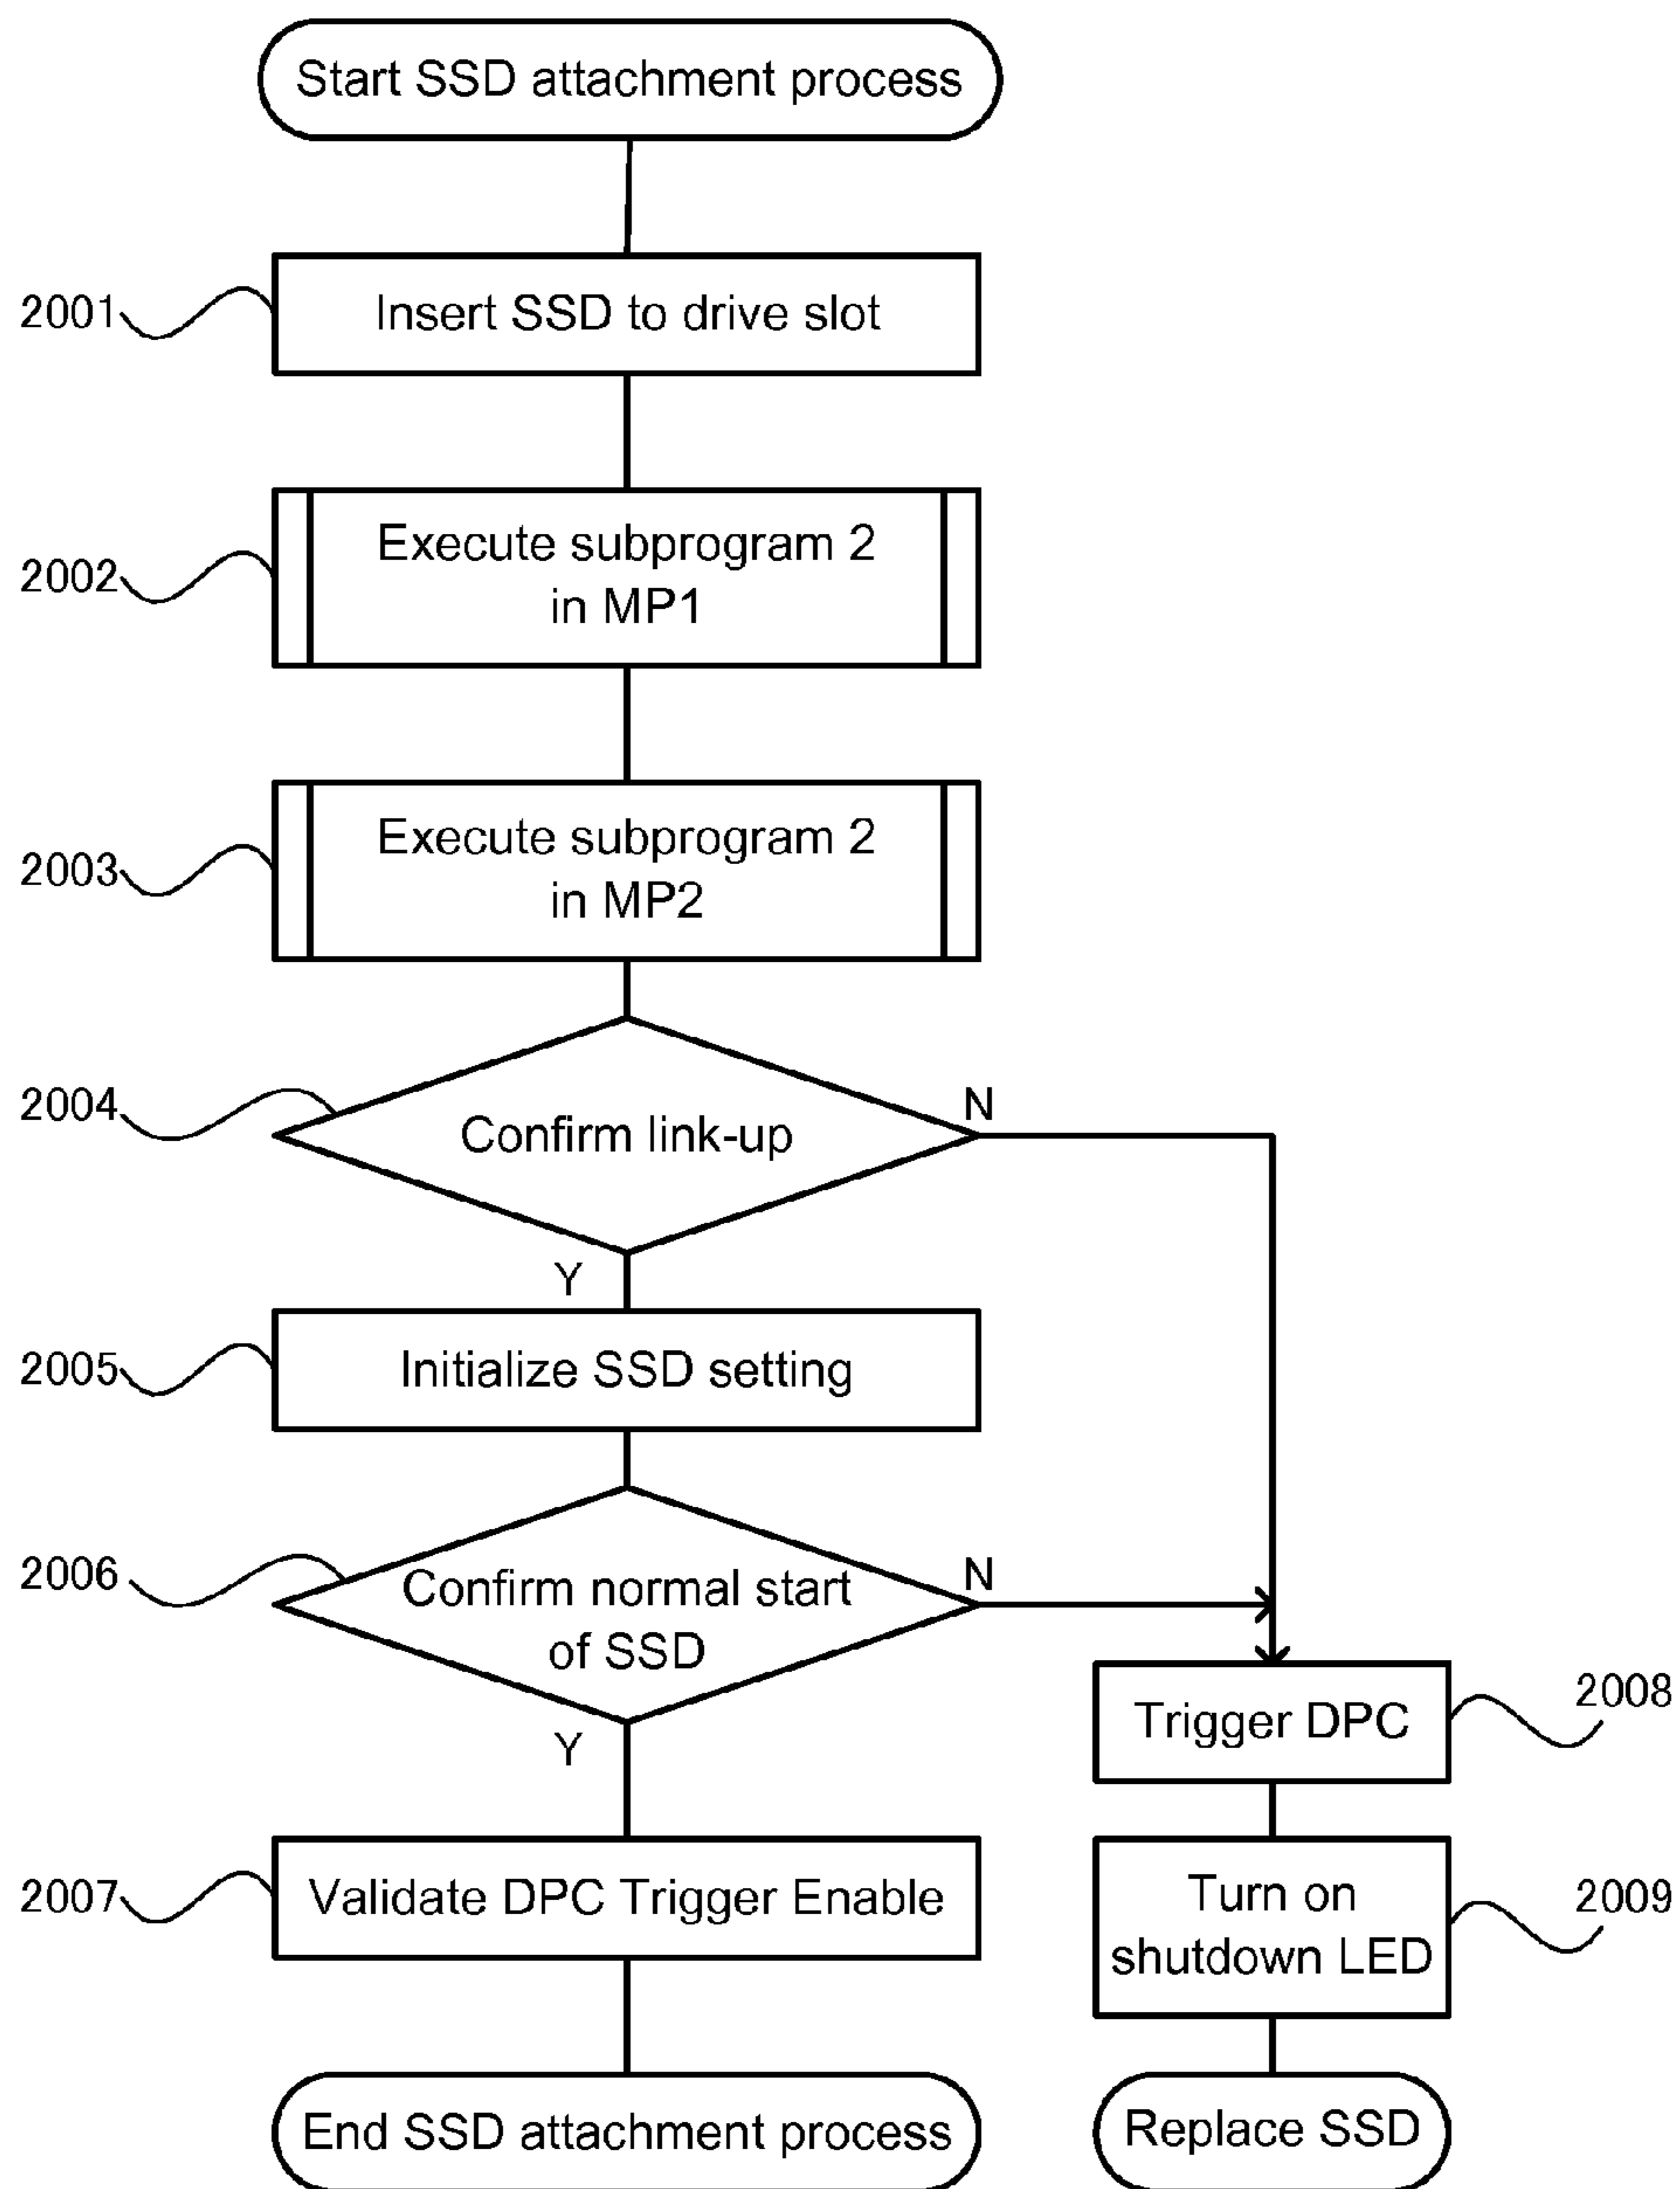 Start SSD attachment process
2001
Insert SSD to drive slot
2002
Execute subprogram 2
in MP1
2003
Execute subprogram 2
in MP2
2004
Confirm link-up
N
Y
2005
Initialize SSD setting
2006
Confirm normal start
of SSD
N
Y
2008
Trigger DPC
2007
Validate DPC Trigger Enable
2009
Turn on
shutdown LED
End SSD attachment process
Replace SSD